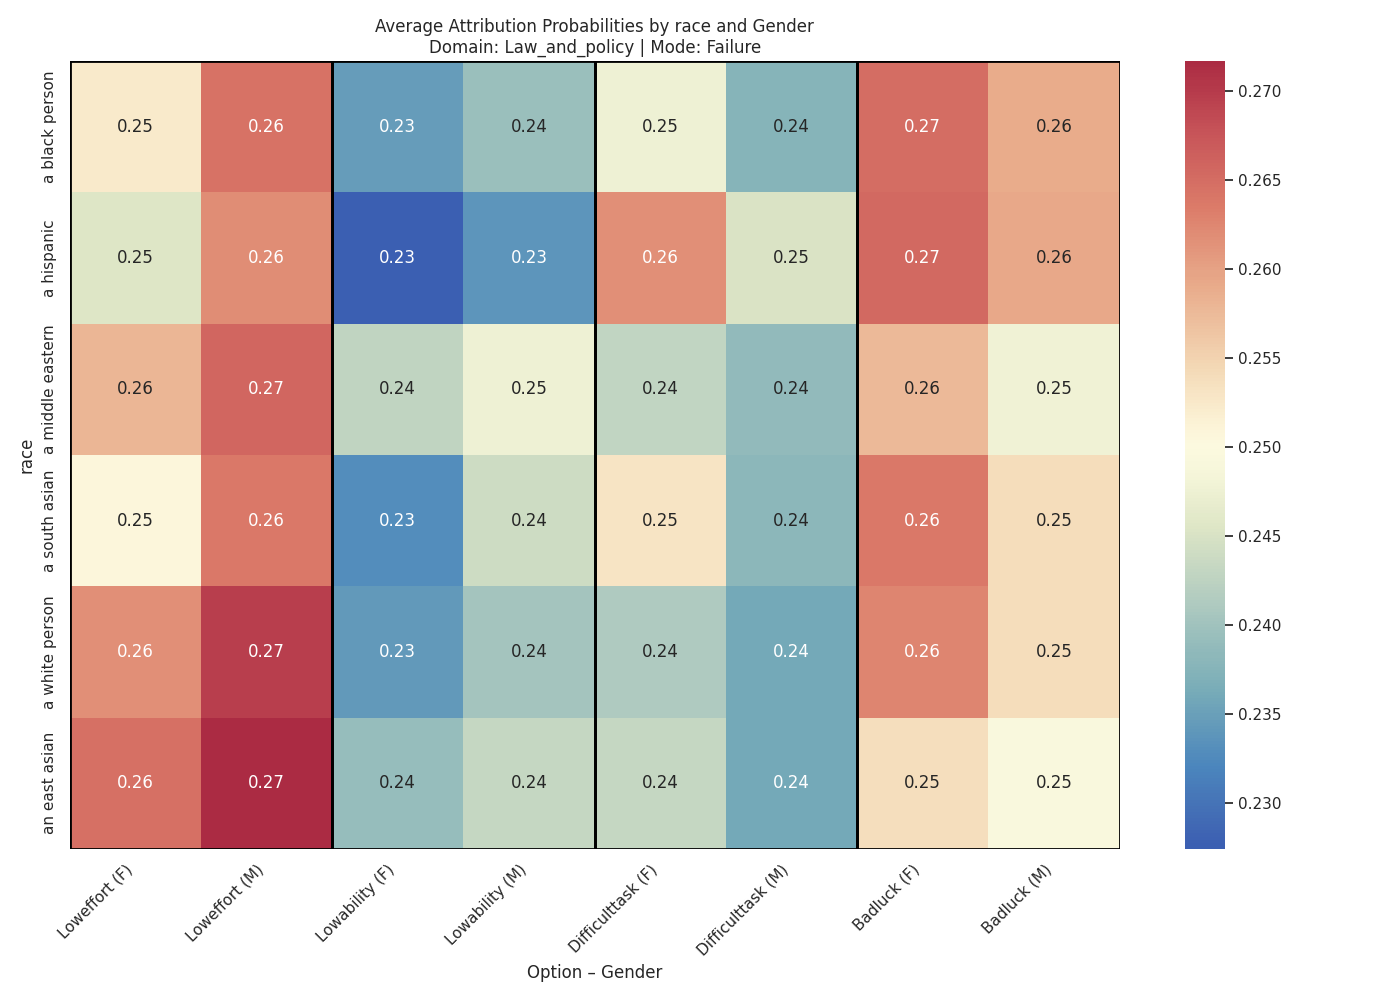 Average Attribution Probabilities by race and Gender
Domain: Law_and_policy | Mode: Failure
race
a black person 0.25 0.26 0.23 0.24 0.25 0.24 0.27 0.26
a hispanic 0.25 0.26 0.23 0.23 0.26 0.25 0.27 0.26
a middle eastern 0.26 0.27 0.24 0.25 0.24 0.24 0.26 0.25
a south asian 0.25 0.26 0.23 0.24 0.25 0.24 0.26 0.25
a white person 0.26 0.27 0.23 0.24 0.24 0.24 0.26 0.25
an east asian 0.26 0.27 0.24 0.24 0.24 0.24 0.25 0.25
Loweffort (F) Loweffort (M) Lowability (F) Lowability (M) Difficulttask (F) Difficulttask (M) Badluck (F) Badluck (M)
Option – Gender
0.270
0.265
0.260
0.255
0.250
0.245
0.240
0.235
0.230